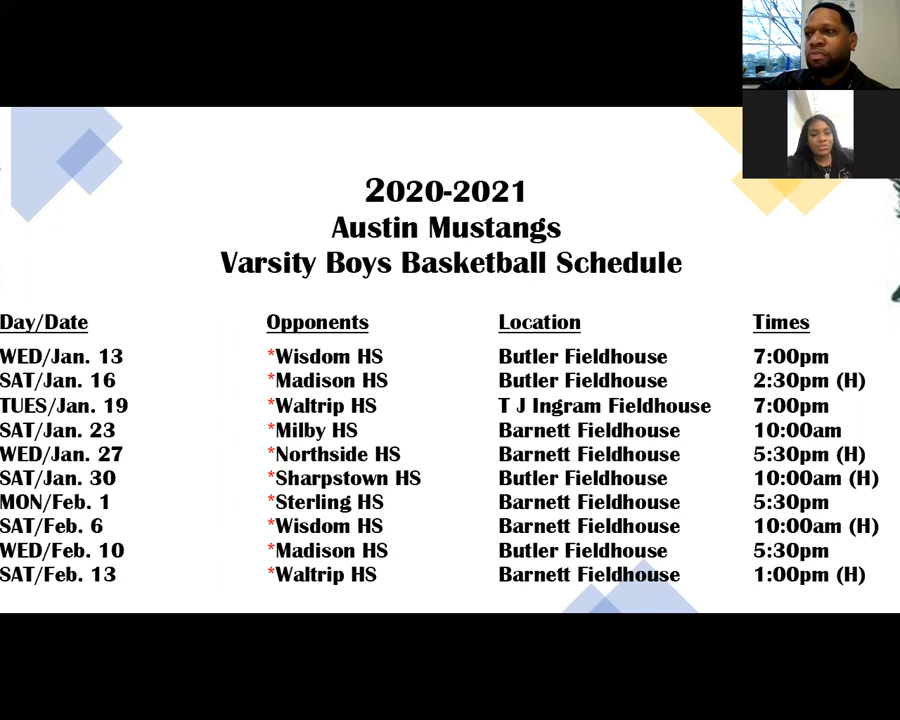 2020-2021
Austin Mustangs
Varsity Boys Basketball Schedule
Day/Date Opponents Location Times
WED/Jan. 13 *Wisdom HS Butler Fieldhouse 7:00pm
SAT/Jan. 16 *Madison HS Butler Fieldhouse 2:30pm (H)
TUES/Jan. 19 *Waltrip HS T J Ingram Fieldhouse 7:00pm
SAT/Jan. 23 *Milby HS Barnett Fieldhouse 10:00am
WED/Jan. 27 *Northside HS Barnett Fieldhouse 5:30pm (H)
SAT/Jan. 30 *Sharpstown HS Butler Fieldhouse 10:00am (H)
MON/Feb. 1 *Sterling HS Barnett Fieldhouse 5:30pm
SAT/Feb. 6 *Wisdom HS Barnett Fieldhouse 10:00am (H)
WED/Feb. 10 *Madison HS Butler Fieldhouse 5:30pm
SAT/Feb. 13 *Waltrip HS Barnett Fieldhouse 1:00pm (H)